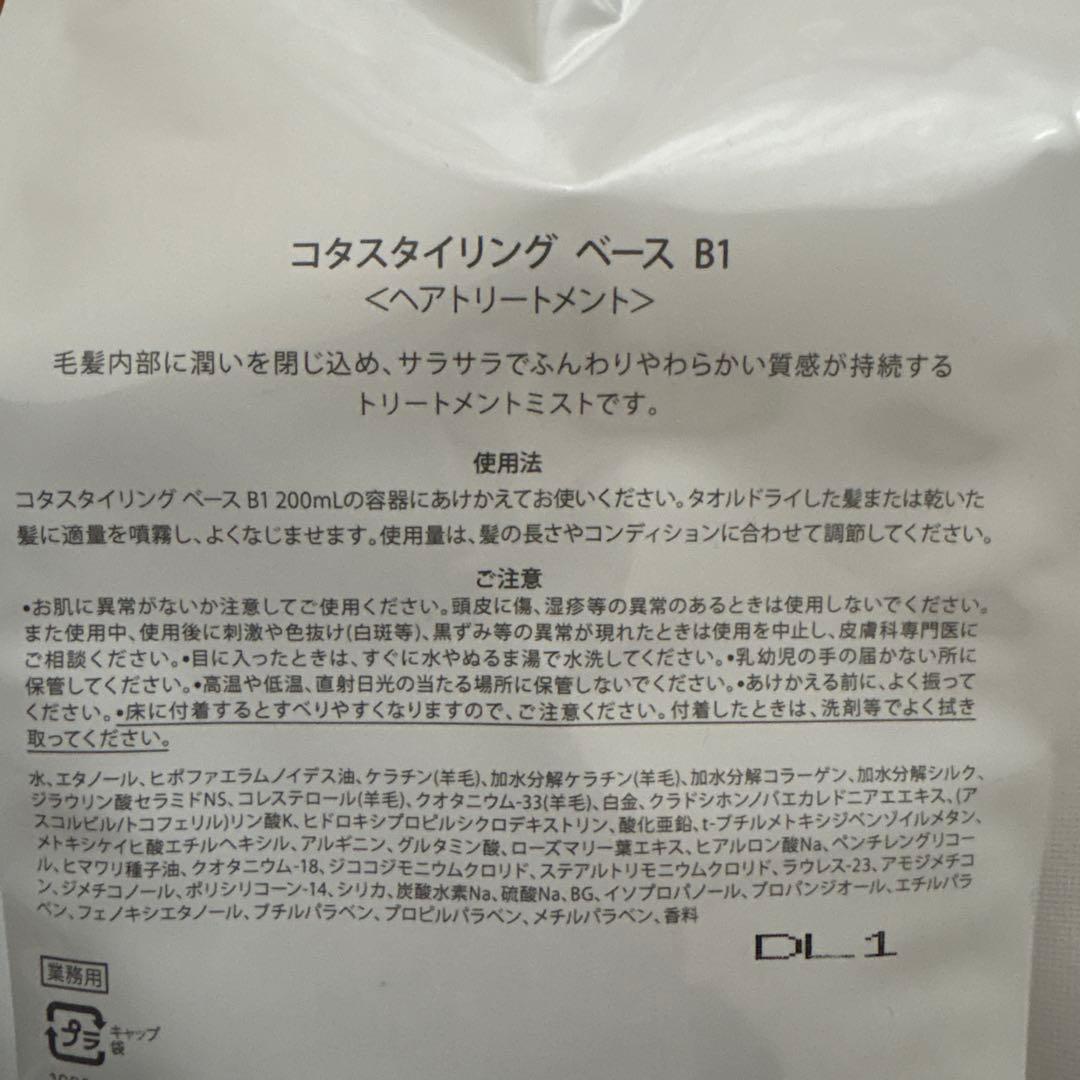 コタスタイリング ベース B1
＜ヘアトリートメント＞
毛髪内部に潤いを閉じ込め、サラサラでふんわりやわらかい質感が持続する
トリートメントミストです。
使用法
コタスタイリング ベース B1 200mLの容器にあけかえてお使いください。タオルドライした髪または乾いた
髪に適量を噴霧し、よくなじませます。使用量は、髪の長さやコンディションに合わせて調節してください。
ご注意
•お肌に異常がないか注意してご使用ください。頭皮に傷、湿疹等の異常のあるときは使用しないでください。
また使用中、使用後に刺激や色抜け(白斑等)、黒ずみ等の異常が現れたときは使用を中止し、皮膚科専門医に
ご相談ください。•目に入ったときは、すぐに水やぬるま湯で水洗してください。•乳幼児の手の届かない所に
保管してください。•高温や低温、直射日光の当たる場所に保管しないでください。•あけかえる前に、よく振って
ください。•床に付着するとすべりやすくなりますので、ご注意ください。付着したときは、洗剤等でよく拭き
取ってください。
水、エタノール、ヒポファエラムノイデス油、ケラチン(羊毛)、加水分解ケラチン(羊毛)、加水分解コラーゲン、加水分解シルク、
ジラウリン酸セラミドNS、コレステロール(羊毛)、クオタニウム-33(羊毛)、白金、クラドシホンノバエカレドニアエエキス、(ア
スコルビル/トコフェリル)リン酸K、ヒドロキシプロピルシクロデキストリン、酸化亜鉛、t-ブチルメトキシジベンゾイルメタン、
メトキシケイヒ酸エチルヘキシル、アルギニン、グルタミン酸、ローズマリー葉エキス、ヒアルロン酸Na、ペンチレングリコー
ル、ヒマワリ種子油、クオタニウム-18、ジココジモニウムクロリド、ステアルトリモニウムクロリド、ラウレス-23、アモジメチコ
ン、ジメチコノール、ポリシリコーン-14、シリカ、炭酸水素Na、硫酸Na、BG、イソプロパノール、プロパンジオール、エチルパラ
ベン、フェノキシエタノール、ブチルパラベン、プロピルパラベン、メチルパラベン、香料
DL1
業務用
プラ
キャップ
袋